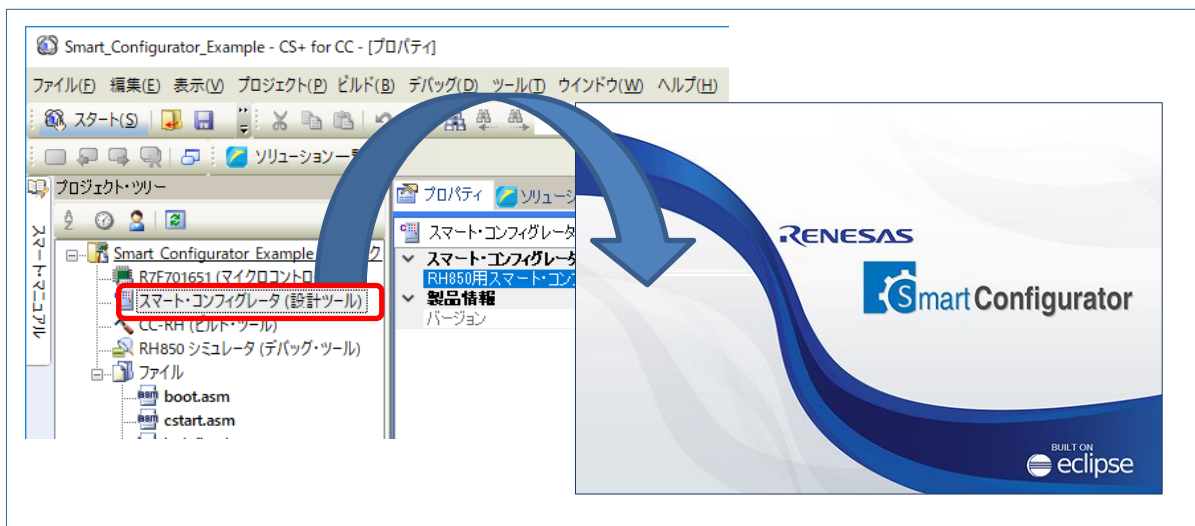 Smart_Configurator_Example - CS+ for CC - [プロパティ]
ファイル(F) 編集(E) 表示(V) プロジェクト(P) ビルド(B) デバッグ(D) ツール(T) ウインドウ(W) ヘルプ(H)
スタート(S)
ソリューション一
プロジェクト・ツリー
スマート・マニュアル
Smart_Configurator_Example
R7F701651 (マイクロコントロ
スマート・コンフィグレータ (設計ツール)
CC-RH (ビルド・ツール)
RH850 シミュレータ (デバッグ・ツール)
ファイル
boot.asm
cstart.asm
プロパティ ソリューシ
スマート・コンフィグレータ
スマート・コンフィグレータ
RH850用スマート・コン
製品情報
バージョン
RENESAS
Smart Configurator
BUILT ON
eclipse